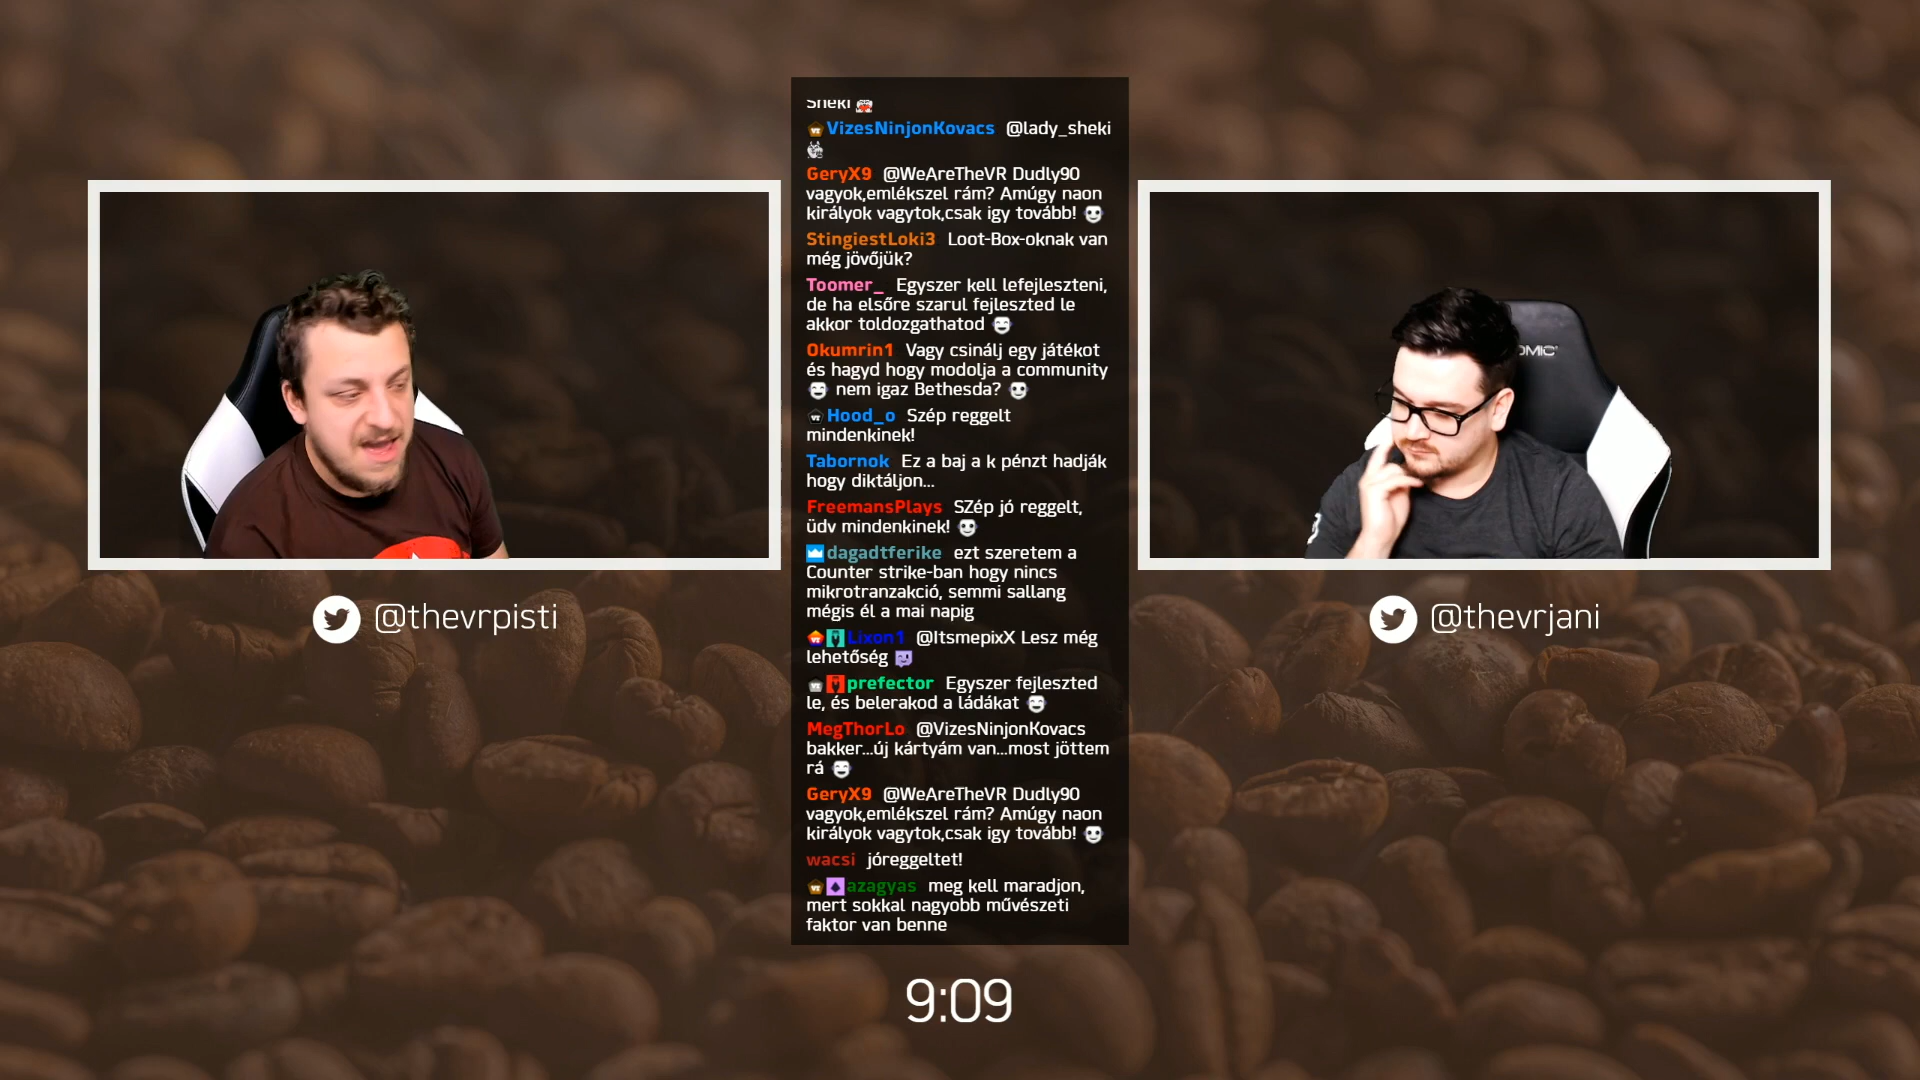 Sheki
VizesNinjonKovacs @lady_sheki
GeryX9 @WeAreTheVR Dudly90
vagyok,emlékszel rám? Amúgy naon
királyok vagytok,csak igy tovább!
StingiestLoki3 Loot-Box-oknak van
még jövőjük?
Toomer_ Egyszer kell lefejleszteni,
de ha elsőre szarul fejleszted le
akkor toldozgathatod
Okumrin1 Vagy csinálj egy játékot
és hagyd hogy modolja a community
nem igaz Bethesda?
Hood_o Szép reggelt
mindenkinek!
Tabornok Ez a baj a k pénzt hadják
hogy diktáljon...
FreemansPlays SZép jó reggelt,
üdv mindenkinek!
dagadtferike ezt szeretem a
Counter strike-ban hogy nincs
mikrotranzakció, semmi sallang
mégis él a mai napig
Lixon1 @ItsmepixX Lesz még
lehetőség
prefector Egyszer fejleszted
le, és belerakod a ládákat
MegThorLo @VizesNinjonKovacs
bakker...új kártyám van...most jöttem
rá
GeryX9 @WeAreTheVR Dudly90
vagyok,emlékszel rám? Amúgy naon
királyok vagytok,csak igy tovább!
wacsi jóreggeltet!
azagyas meg kell maradjon,
mert sokkal nagyobb művészeti
faktor van benne
@thevrpisti
@thevrjani
9:09